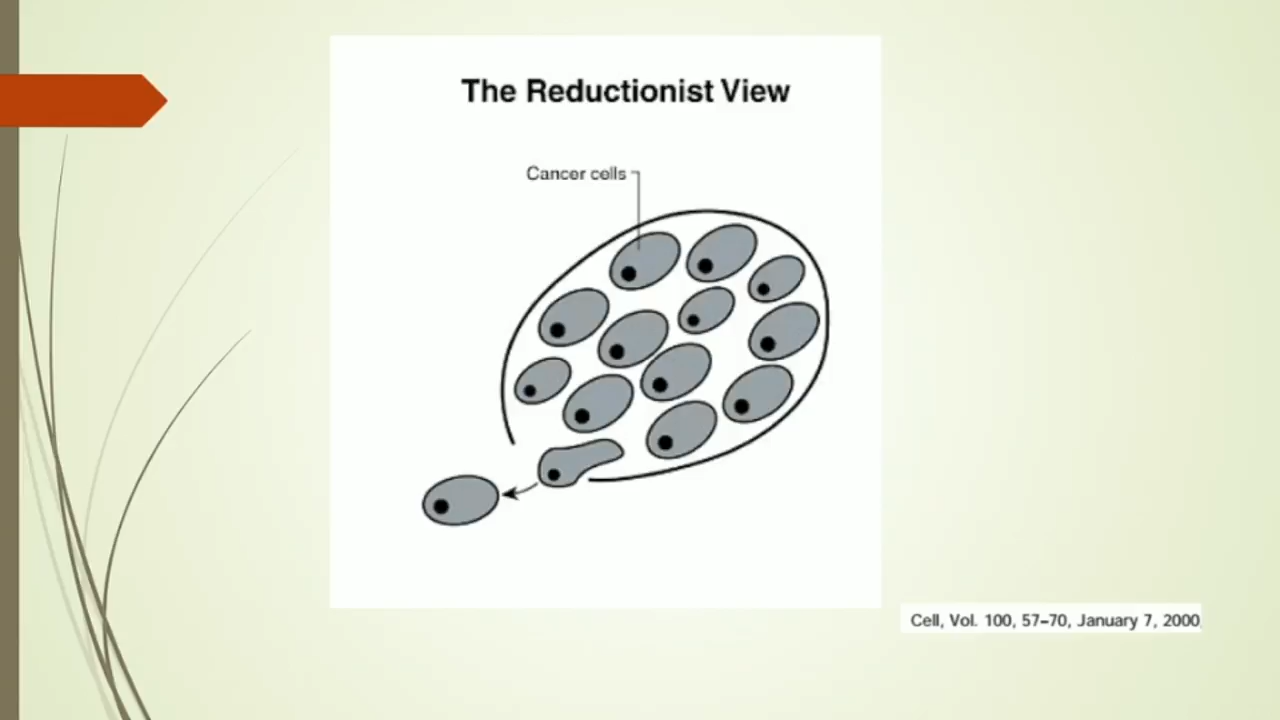 The Reductionist View
Cancer cells
Cell, Vol. 100, 57–70, January 7, 2000